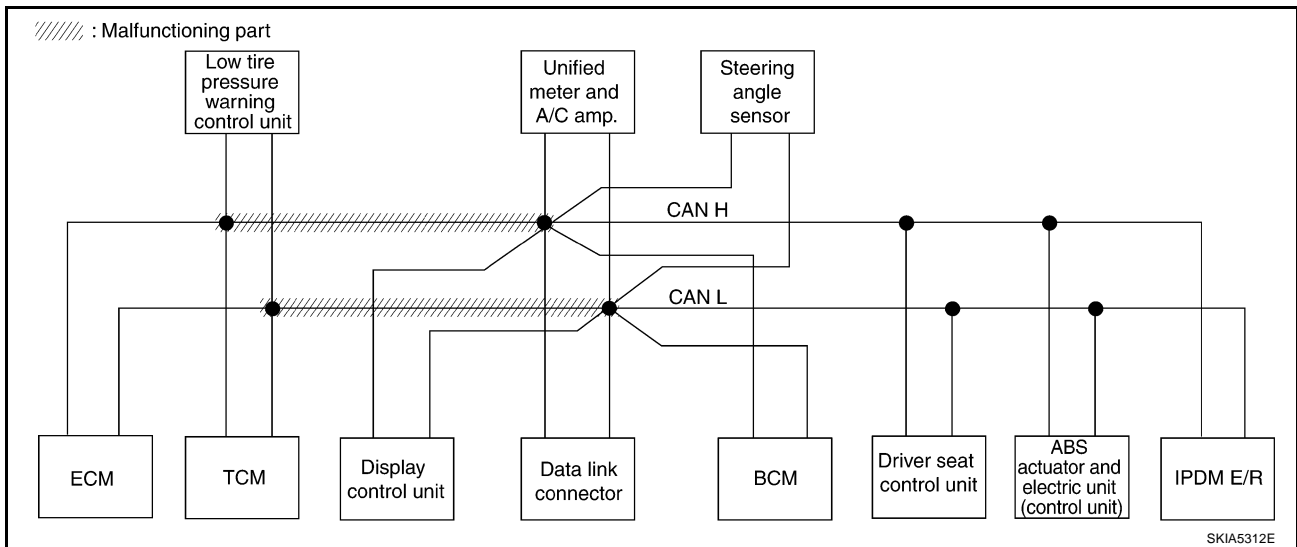 : Malfunctioning part
Low tire
pressure
warning
control unit
Unified
meter and
A/C amp.
Steering
angle
sensor
CAN H
CAN L
ECM
TCM
Display
control unit
Data link
connector
BCM
Driver seat
control unit
ABS
actuator and
electric unit
(control unit)
IPDM E/R
SKIA5312E